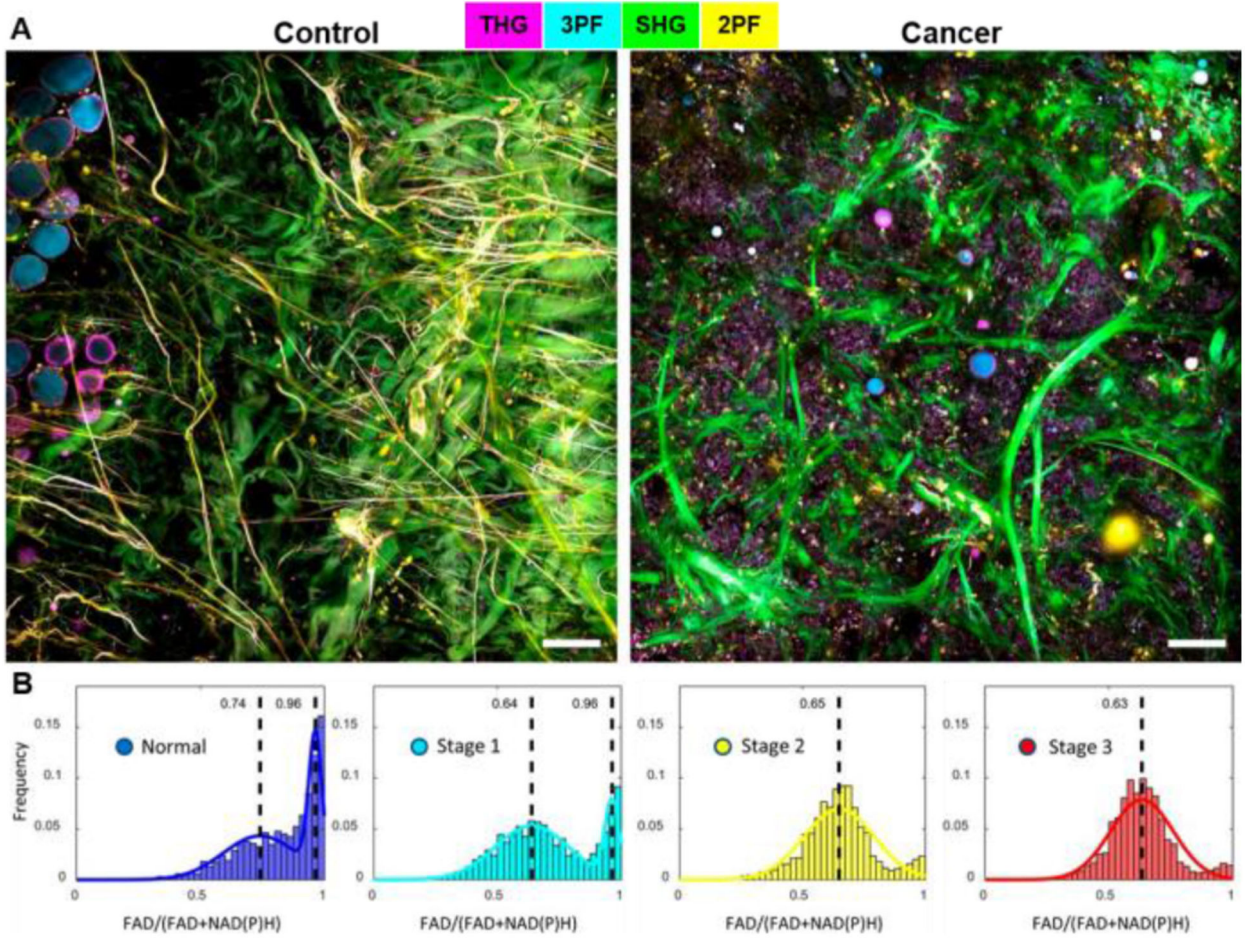 A
Control
THG 3PF SHG 2PF
Cancer
B
Frequency
0.15
0.1
0.05
0
0.74 0.96
Normal
0.5 1
FAD/(FAD+NAD(P)H)
0.15
0.1
0.05
0
0.64 0.96
Stage 1
0.5 1
FAD/(FAD+NAD(P)H)
0.15
0.1
0.05
0
0.65
Stage 2
0.5 1
FAD/(FAD+NAD(P)H)
0.15
0.1
0.05
0
0.63
Stage 3
0.5 1
FAD/(FAD+NAD(P)H)